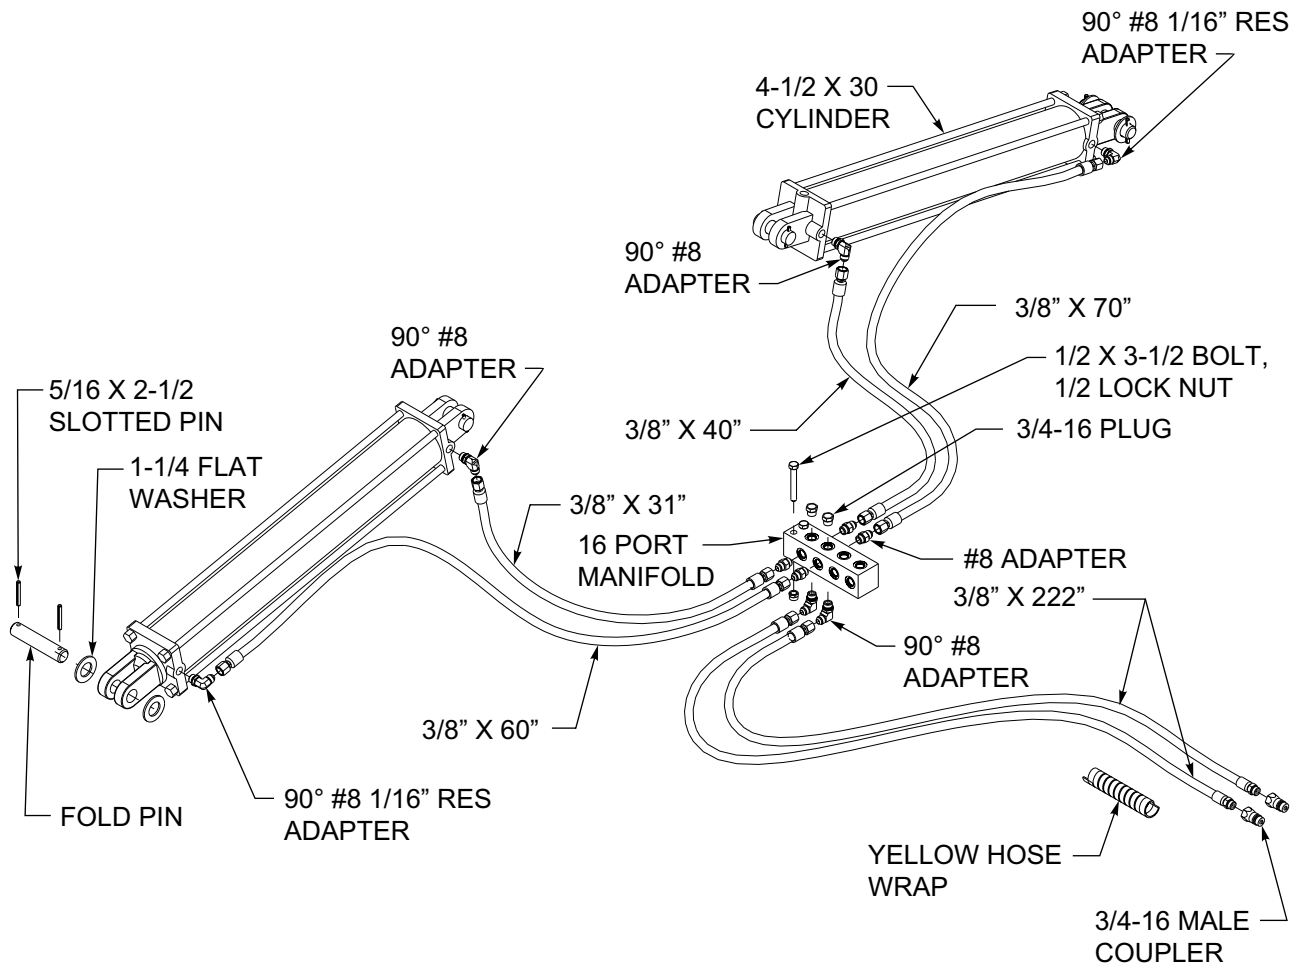 90° #8 1/16” RES
ADAPTER
4-1/2 X 30
CYLINDER
90° #8
ADAPTER
3/8” X 70”
90° #8
ADAPTER
1/2 X 3-1/2 BOLT,
1/2 LOCK NUT
5/16 X 2-1/2
SLOTTED PIN
3/8” X 40”
3/4-16 PLUG
1-1/4 FLAT
WASHER
3/8” X 31”
16 PORT
MANIFOLD
#8 ADAPTER
3/8” X 222”
90° #8
ADAPTER
3/8” X 60”
90° #8 1/16” RES
ADAPTER
FOLD PIN
YELLOW HOSE
WRAP
3/4-16 MALE
COUPLER